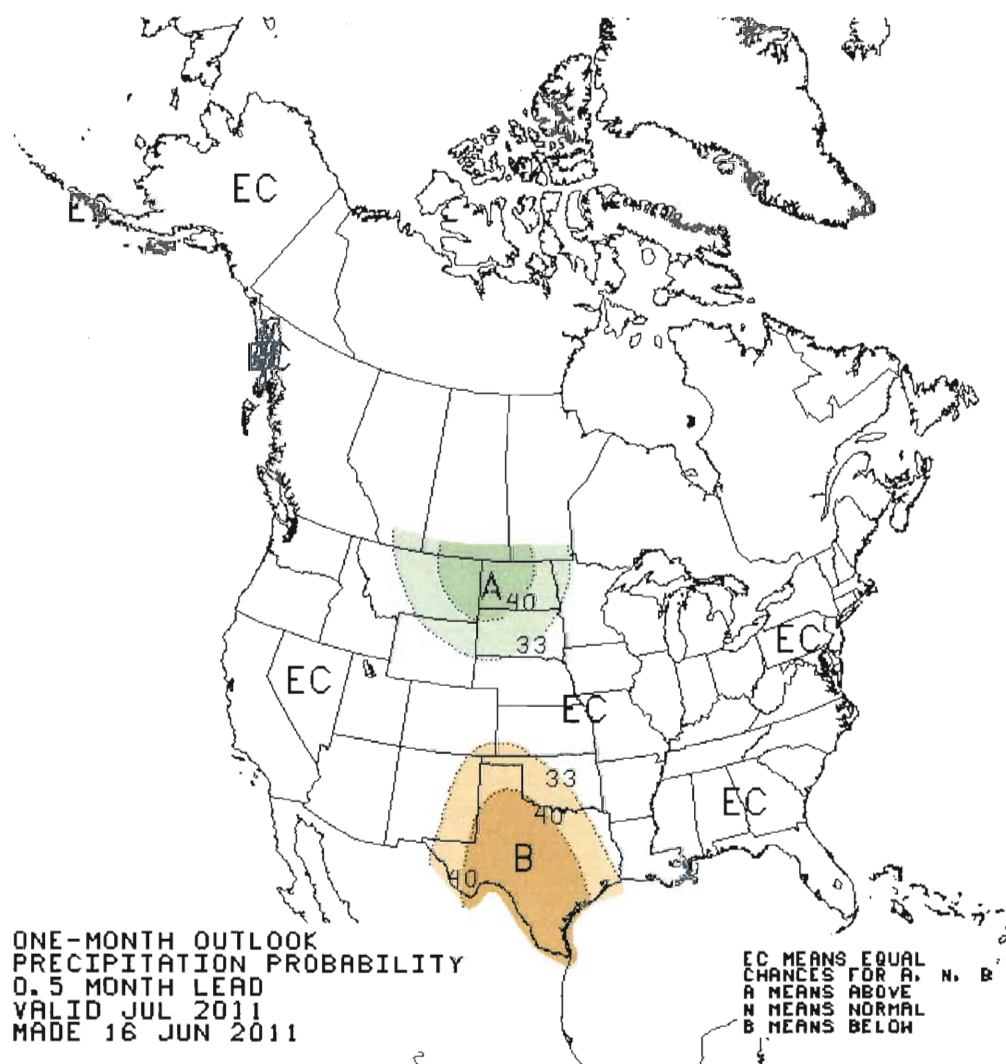 EC
EC
A
40
33
EC
EC
EC
33
40
EC
B
40
ONE-MONTH OUTLOOK
PRECIPITATION PROBABILITY
0.5 MONTH LEAD
VALID JUL 2011
MADE 16 JUN 2011
EC MEANS EQUAL
CHANCES FOR A, N, B
A MEANS ABOVE
N MEANS NORMAL
B MEANS BELOW